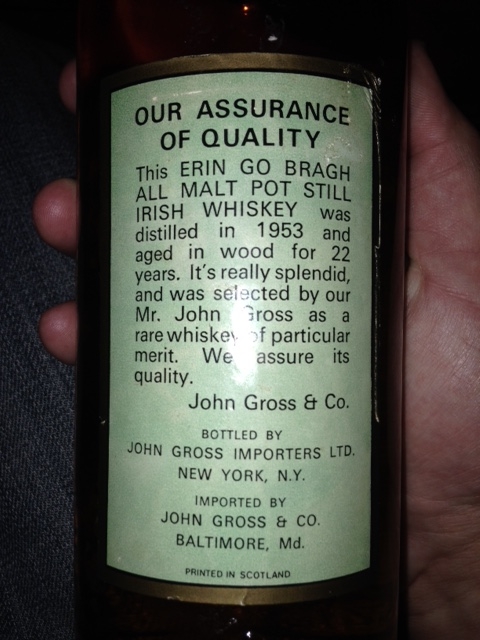 OUR ASSURANCE
OF QUALITY
This ERIN GO BRAGH
ALL MALT POT STILL
IRISH WHISKEY was
distilled in 1953 and
aged in wood for 22
years. It's really splendid,
and was selected by our
Mr. John Gross as a
rare whiskey of particular
merit. We assure its
quality.
John Gross & Co.
BOTTLED BY
JOHN GROSS IMPORTERS LTD.
NEW YORK, N.Y.
IMPORTED BY
JOHN GROSS & CO.
BALTIMORE, Md.
PRINTED IN SCOTLAND